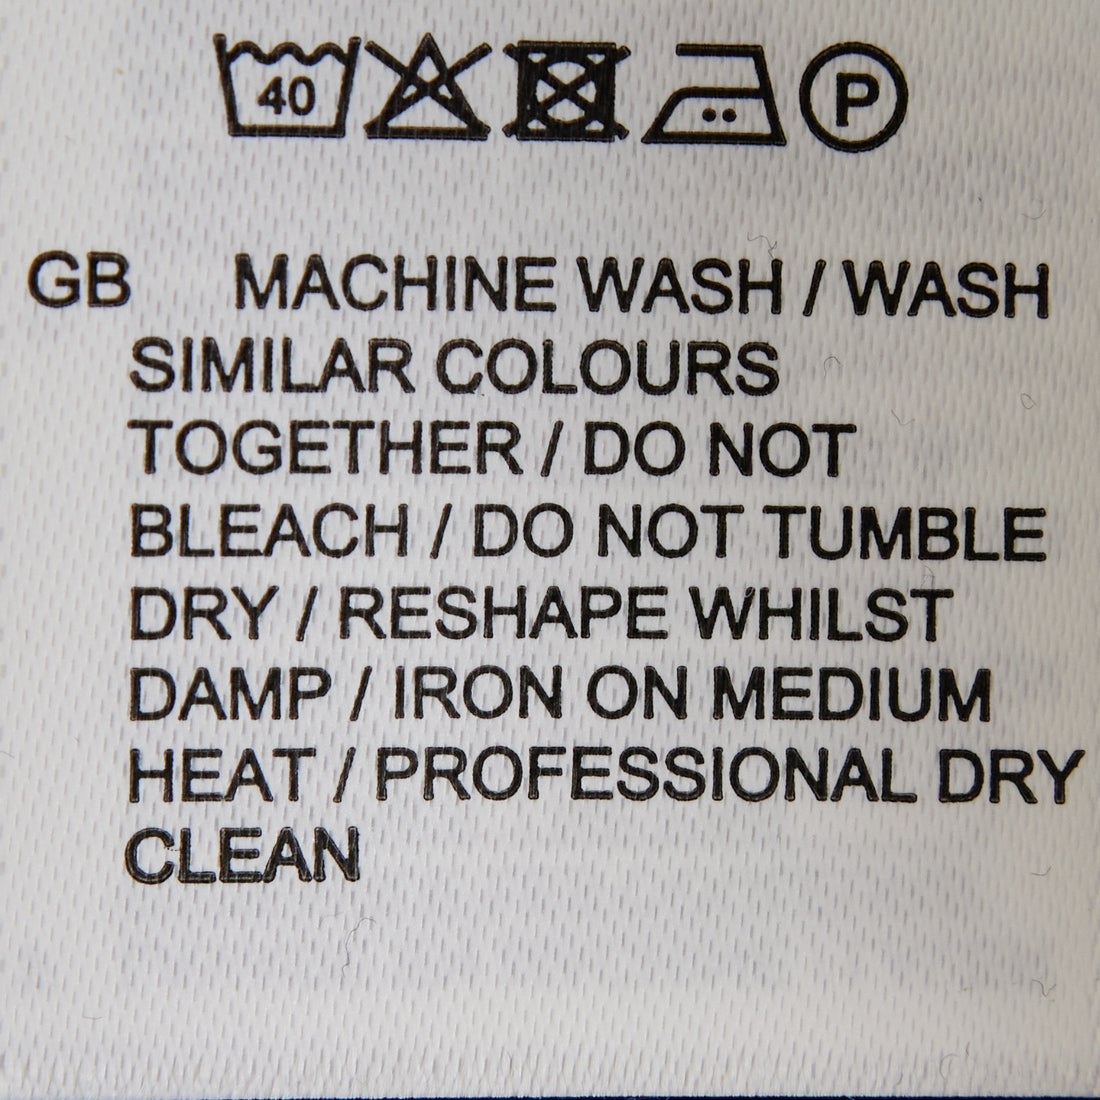 40 P
GB MACHINE WASH / WASH
SIMILAR COLOURS
TOGETHER / DO NOT
BLEACH / DO NOT TUMBLE
DRY / RESHAPE WHILST
DAMP / IRON ON MEDIUM
HEAT / PROFESSIONAL DRY
CLEAN